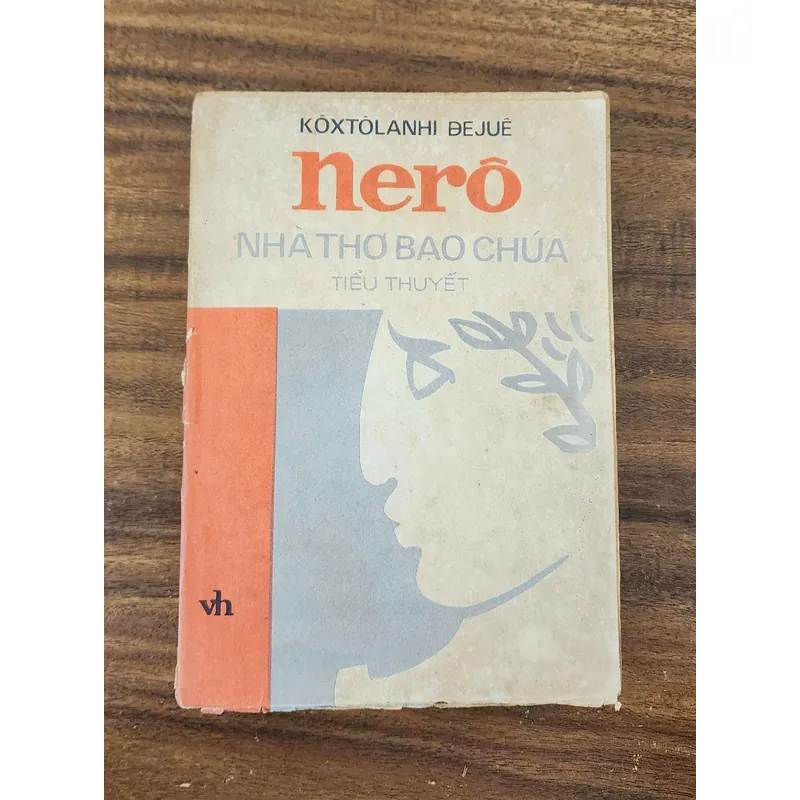 KÔXTÔLANHI ĐEJUÊ
nerô
NHÀ THƠ BẠO CHÚA
TIỂU THUYẾT
vh